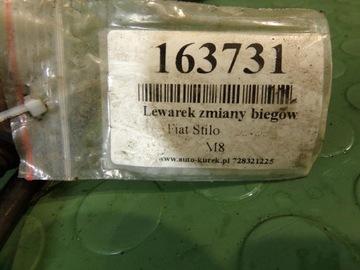 163731
Lewarek zmiany biegów
Fiat Stilo
M8
www.auto-kurek.pl 728321225